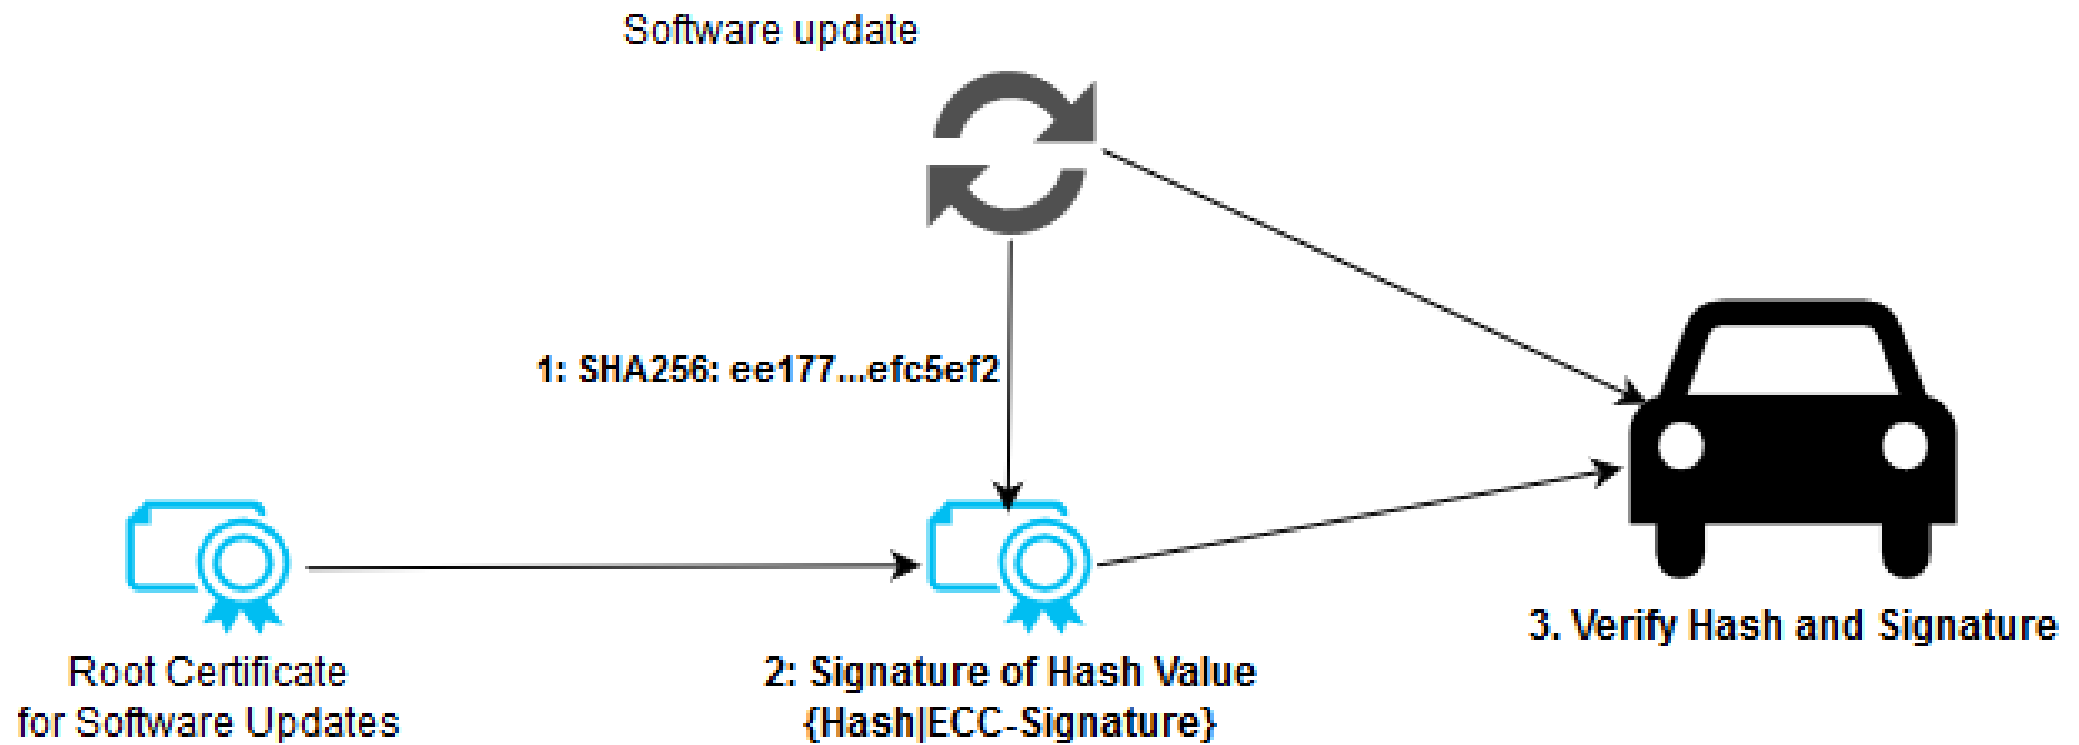 Software update
1: SHA256: ee177...efc5ef2
Root Certificate
for Software Updates
2: Signature of Hash Value
{Hash|ECC-Signature}
3. Verify Hash and Signature